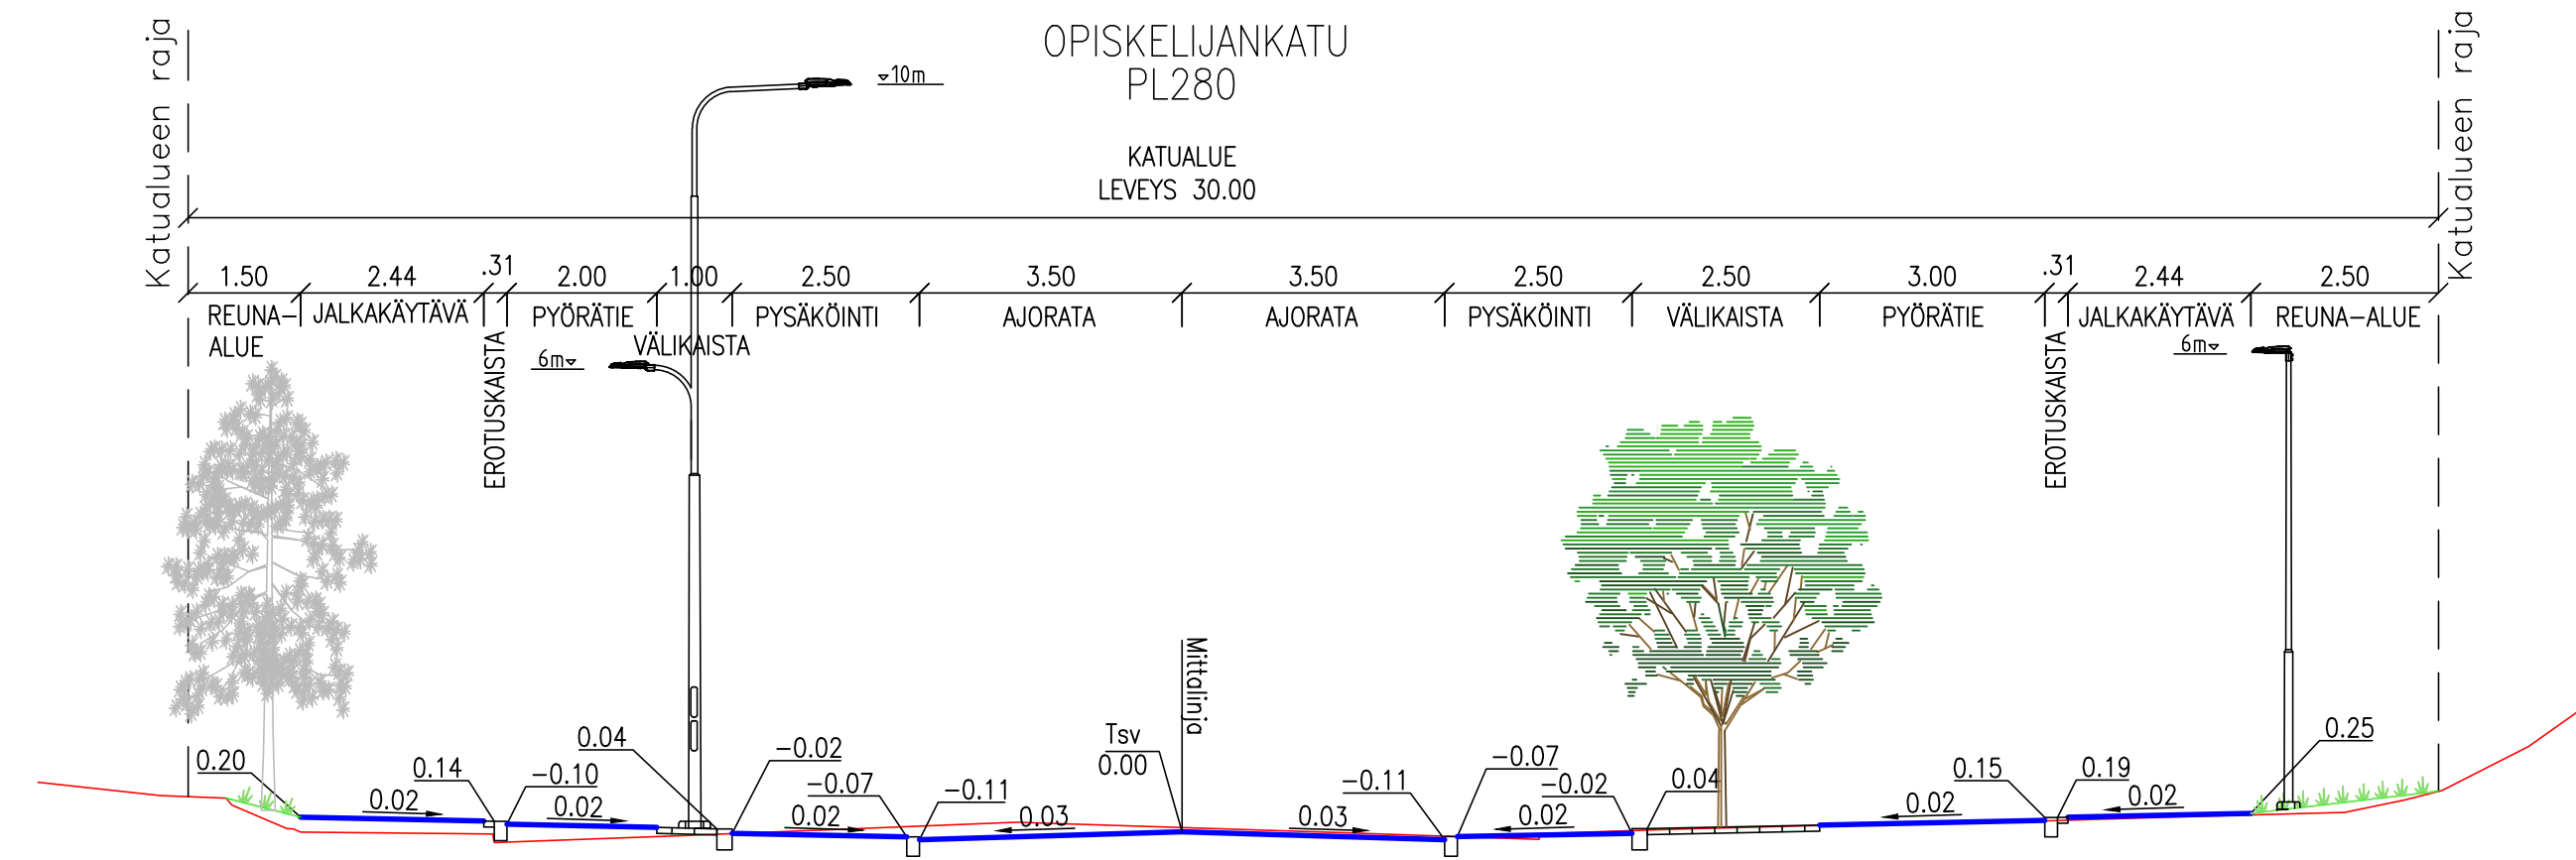 OPISKELIJANKATU
PL280
KATUALUE
LEVEYS 30.00
Katualueen raja
Katualueen raja
▿10m
1.50 2.44 .31 2.00 1.00 2.50 3.50 3.50 2.50 2.50 3.00 .31 2.44 2.50
REUNA-
ALUE
JALKAKÄYTÄVÄ
EROTUSKAISTA
PYÖRÄTIE
VÄLIKAISTA
PYSÄKÖINTI
AJORATA
AJORATA
PYSÄKÖINTI
VÄLIKAISTA
PYÖRÄTIE
EROTUSKAISTA
JALKAKÄYTÄVÄ
REUNA-ALUE
6m▿
6m▿
Mittalinja
Tsv
0.00
0.20
0.02
0.14
-0.10
0.02
0.04
-0.02
0.02
-0.07
-0.11
0.03
0.03
-0.11
-0.07
0.02
-0.02
0.04
0.02
0.15
0.19
0.02
0.25